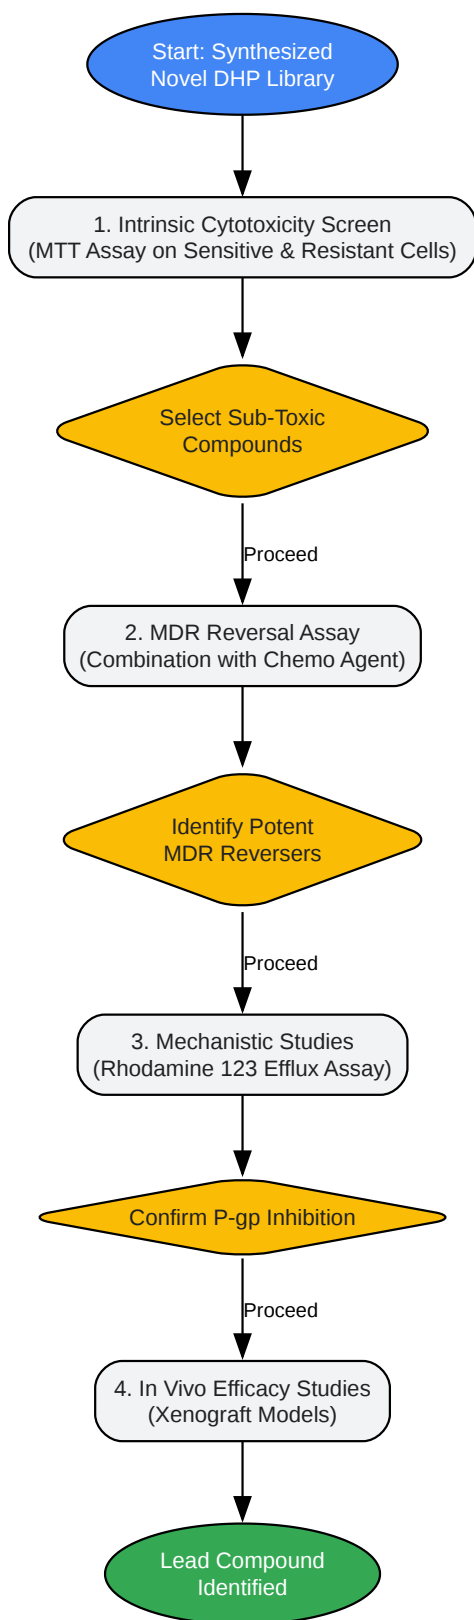 Start: Synthesized
Novel DHP Library
1. Intrinsic Cytotoxicity Screen
(MTT Assay on Sensitive & Resistant Cells)
Select Sub-Toxic
Compounds
Proceed
2. MDR Reversal Assay
(Combination with Chemo Agent)
Identify Potent
MDR Reversers
Proceed
3. Mechanistic Studies
(Rhodamine 123 Efflux Assay)
Confirm P-gp Inhibition
Proceed
4. In Vivo Efficacy Studies
(Xenograft Models)
Lead Compound
Identified